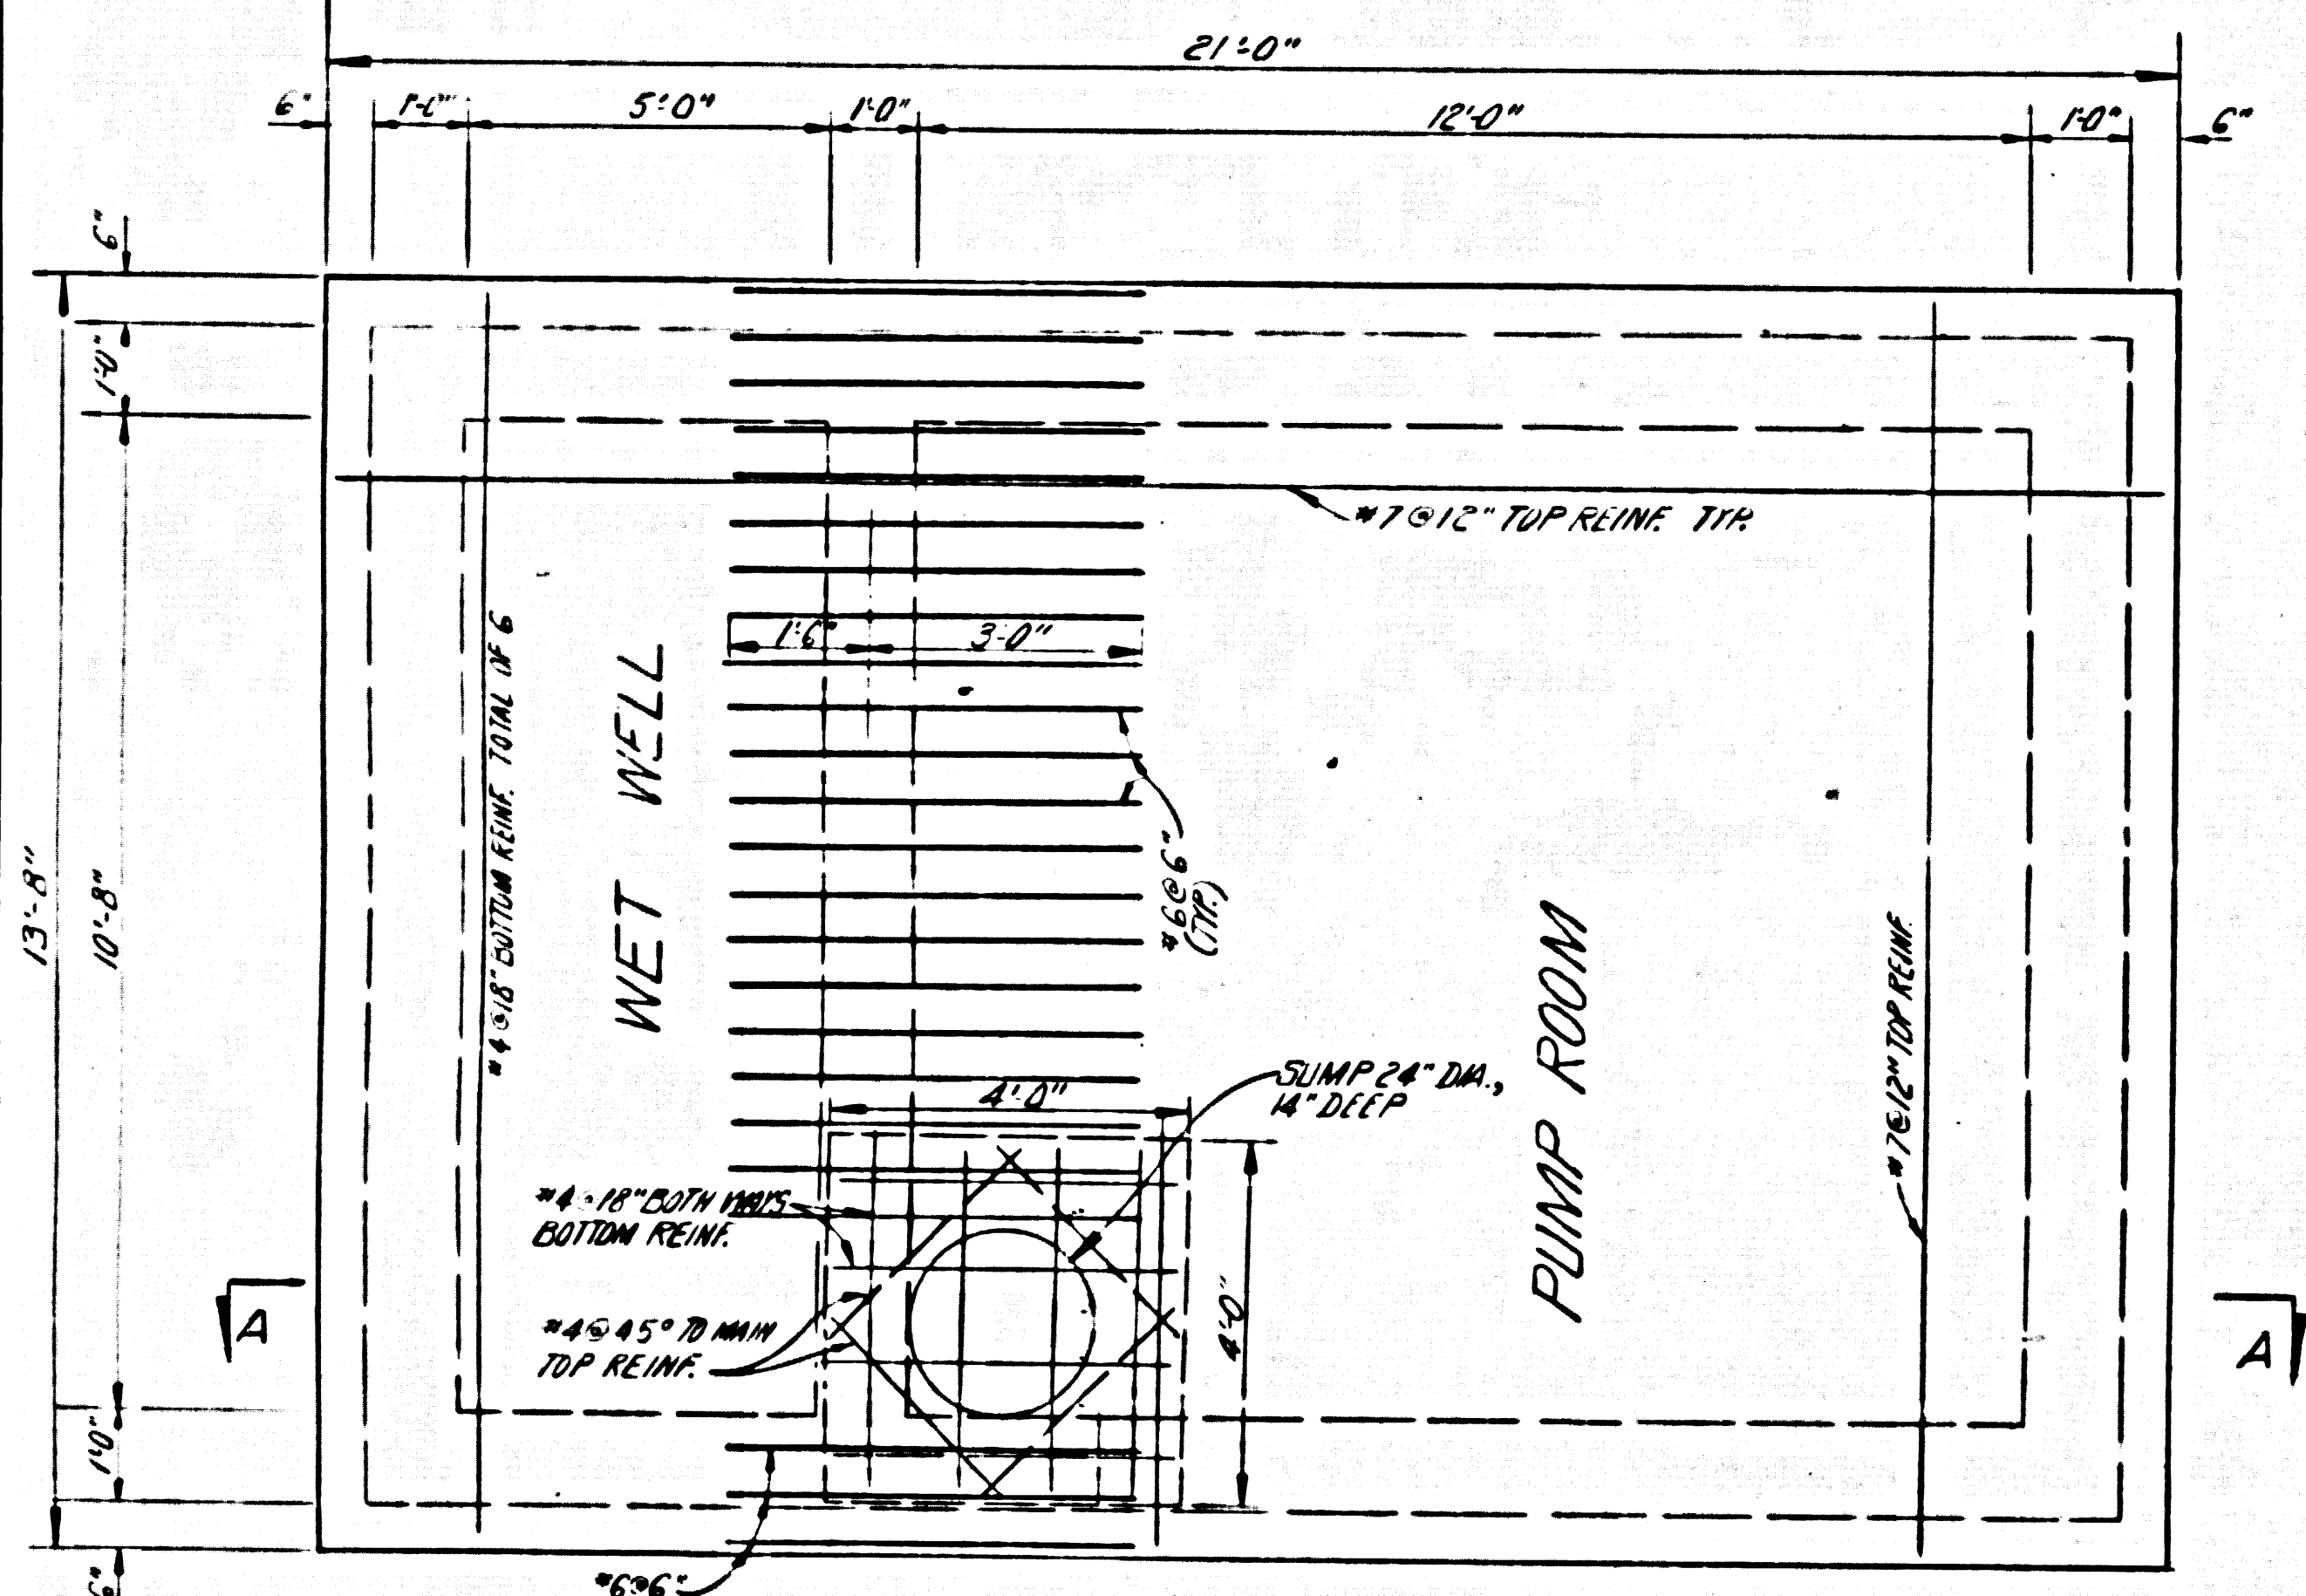 21'-0"
6" 1'-0" 5'-0" 1'-0" 12'-0" 1'-0" 6"
6"
1'-0"
13'-8"
10'-8"
1'-0"
6"
#7@12" TOP REINF. TYP.
1'-6" 3'-0"
#4@18" BOTTOM REINF. TOTAL OF 6
WET WELL
#6@6"
(TYP.)
PUMP ROOM
#7@12" TOP REINF.
SUMP 24" DIA.,
14" DEEP
4'-0"
4'-0"
#4@18" BOTH WAYS
BOTTOM REINF.
#4@45° TO MAIN
TOP REINF.
A
A
#6@6"